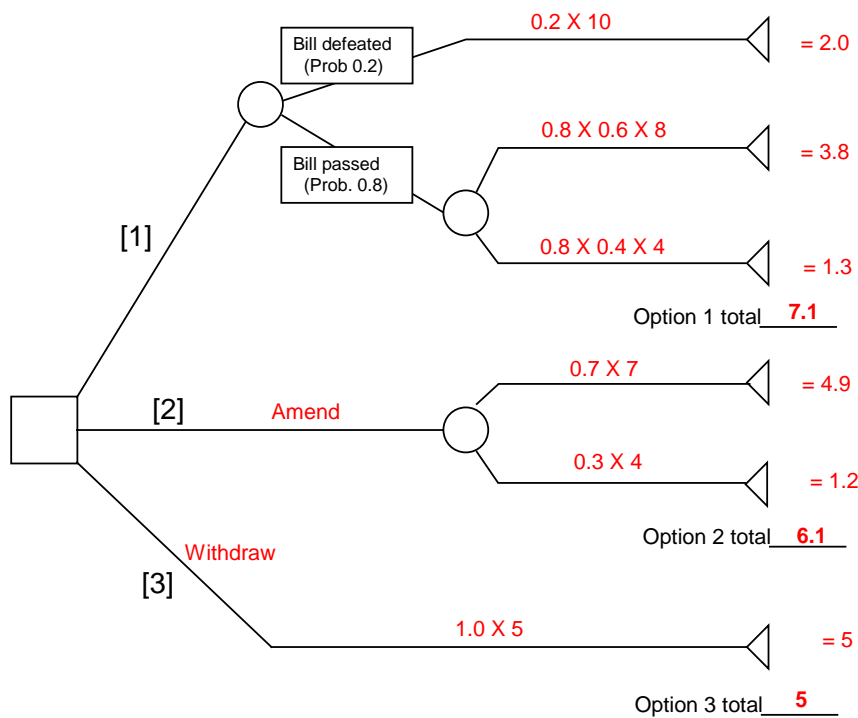 0.2 X 10
Bill defeated
(Prob 0.2)
= 2.0
0.8 X 0.6 X 8
= 3.8
Bill passed
(Prob. 0.8)
[1]
0.8 X 0.4 X 4
= 1.3
Option 1 total 7.1
0.7 X 7
= 4.9
[2]
Amend
0.3 X 4
= 1.2
Option 2 total 6.1
Withdraw
[3]
1.0 X 5
= 5
Option 3 total 5